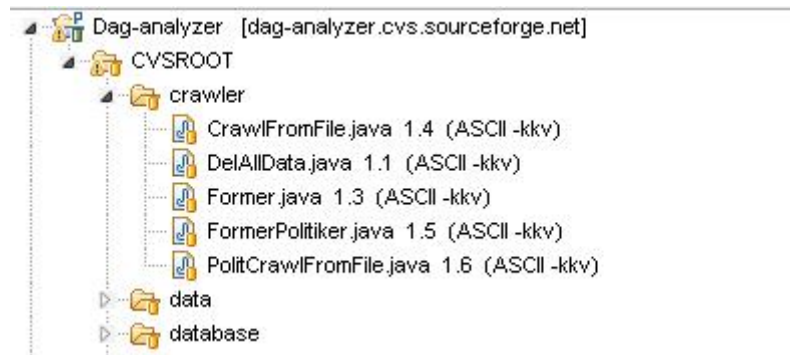 Dag-analyzer [dag-analyzer.cvs.sourceforge.net]
CVSROOT
crawler
CrawlFromFile.java 1.4 (ASCII -kkv)
DelAllData.java 1.1 (ASCII -kkv)
Former.java 1.3 (ASCII -kkv)
FormerPolitiker.java 1.5 (ASCII -kkv)
PolitCrawlFromFile.java 1.6 (ASCII -kkv)
data
database